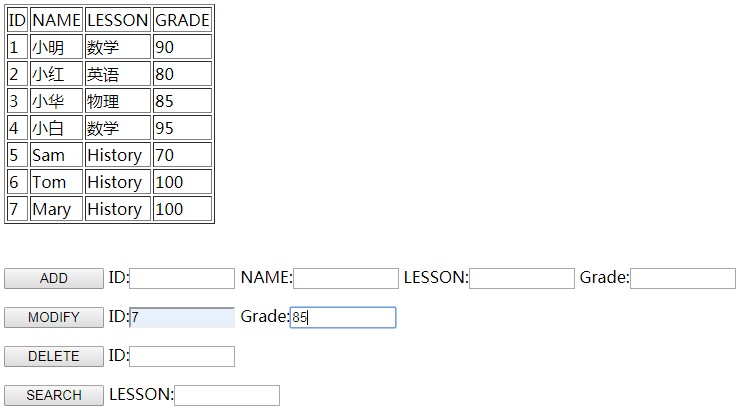 ID NAME LESSON GRADE
1 小明 数学 90
2 小红 英语 80
3 小华 物理 85
4 小白 数学 95
5 Sam History 70
6 Tom History 100
7 Mary History 100
ADD ID: NAME: LESSON: Grade:
MODIFY ID:7 Grade:85
DELETE ID:
SEARCH LESSON: